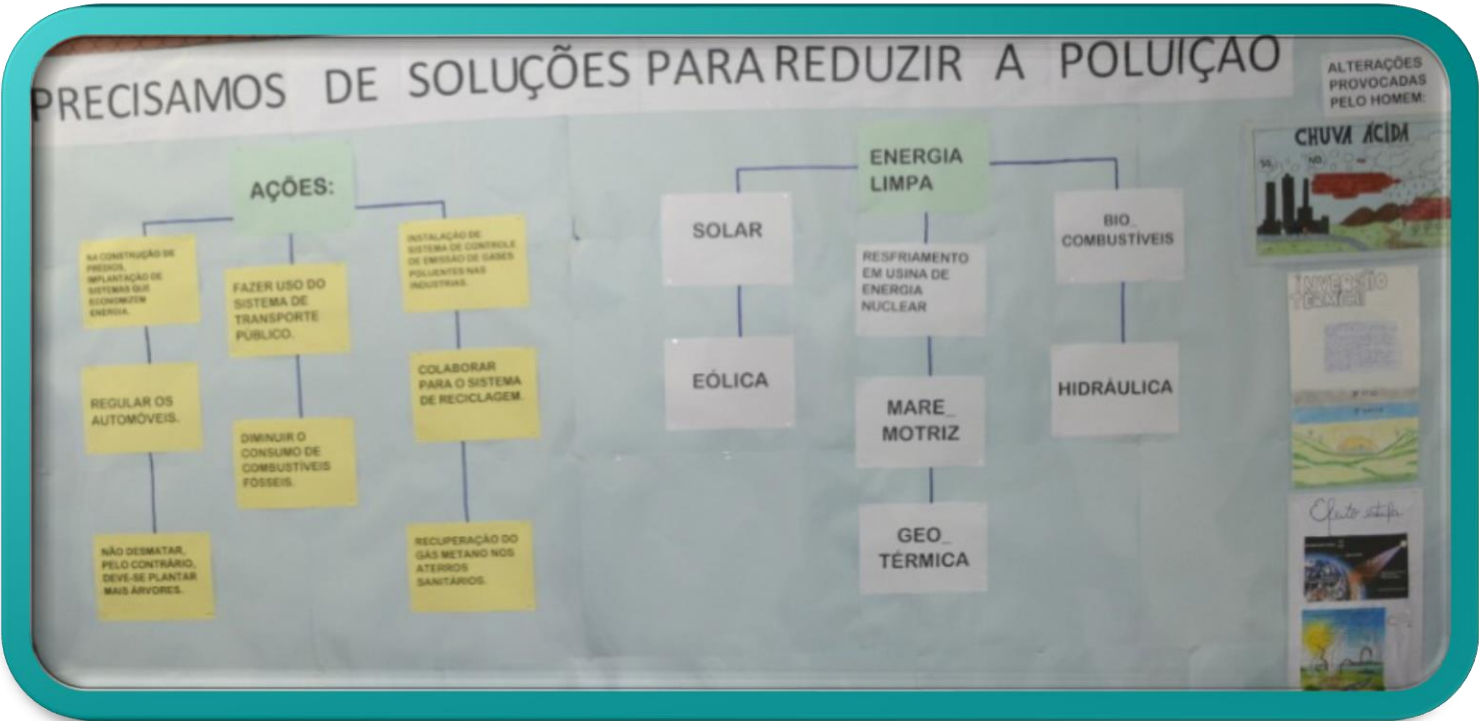 PRECISAMOS DE SOLUÇÕES PARA REDUZIR A POLUIÇÃO
AÇÕES:
NA CONSTRUÇÃO DE
PRÉDIOS,
IMPLANTAÇÃO DE
SISTEMAS QUE
ECONOMIZEM
ENERGIA.
REGULAR OS
AUTOMÓVEIS.
NÃO DESMATAR,
PELO CONTRÁRIO,
DEVE-SE PLANTAR
MAIS ÁRVORES.
FAZER USO DO
SISTEMA DE
TRANSPORTE
PÚBLICO.
DIMINUIR O
CONSUMO DE
COMBUSTÍVEIS
FÓSSEIS.
INSTALAÇÃO DE
SISTEMA DE CONTROLE
DE EMISSÃO DE GASES
POLUENTES NAS
INDUSTRIAS.
COLABORAR
PARA O SISTEMA
DE RECICLAGEM.
RECUPERAÇÃO DO
GÁS METANO NOS
ATERROS
SANITÁRIOS.
ENERGIA
LIMPA
SOLAR
EÓLICA
RESFRIAMENTO
EM USINA DE
ENERGIA
NUCLEAR
MARE_
MOTRIZ
GEO_
TÉRMICA
BIO_
COMBUSTÍVEIS
HIDRÁULICA
ALTERAÇÕES
PROVOCADAS
PELO HOMEM:
CHUVA ÁCIDA
INVERSÃO
TÉRMICA
Efeito estufa